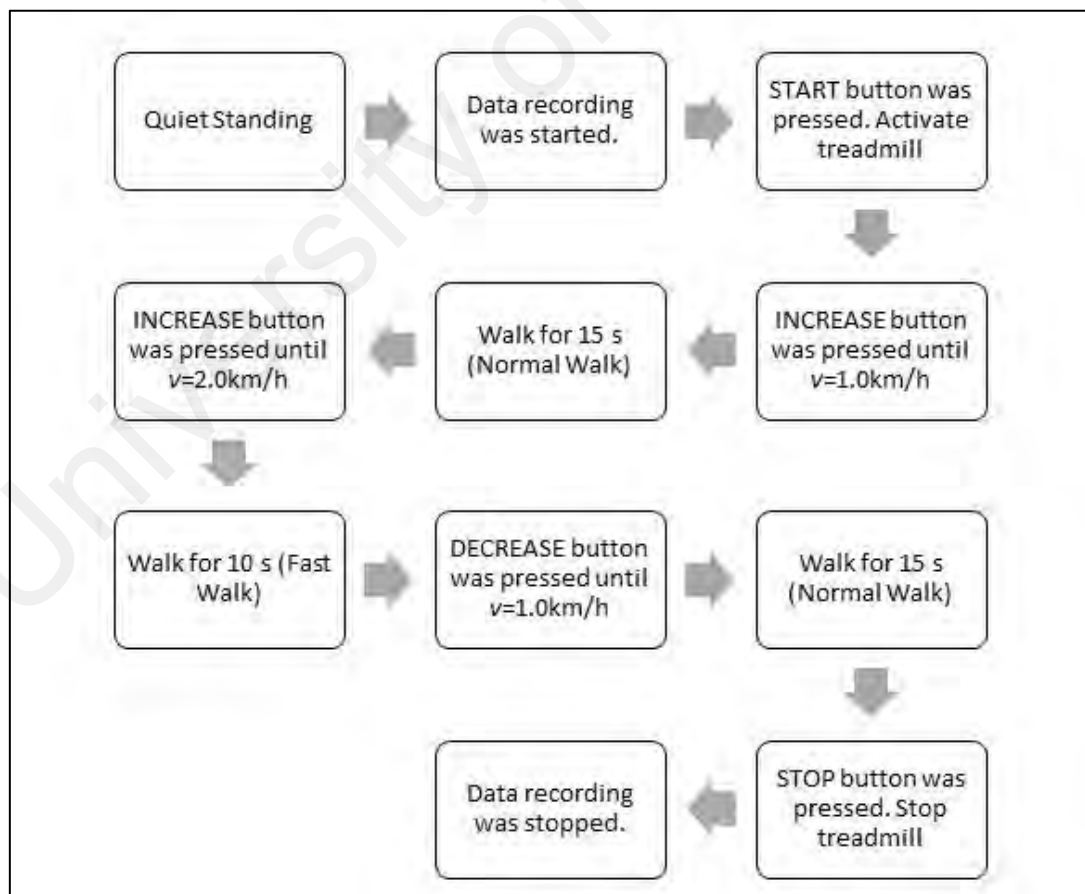 Quiet Standing
Data recording
was started.
START button was
pressed. Activate
treadmill
INCREASE button
was pressed until
v=1.0km/h
Walk for 15 s
(Normal Walk)
INCREASE button
was pressed until
v=2.0km/h
Walk for 10 s (Fast
Walk)
DECREASE button
was pressed until
v=1.0km/h
Walk for 15 s
(Normal Walk)
STOP button was
pressed. Stop
treadmill
Data recording
was stopped.
University of